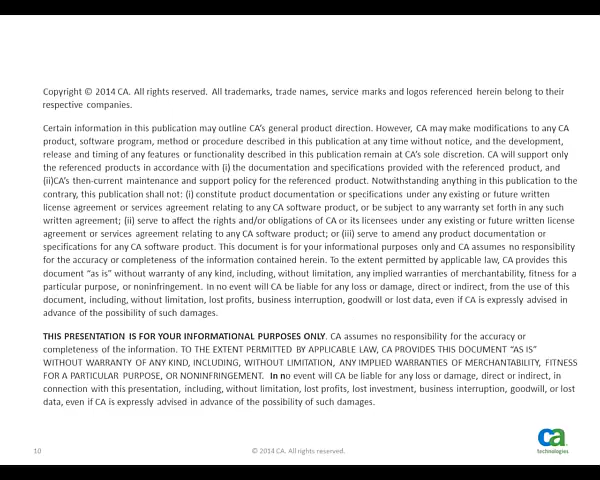 Copyright © 2014 CA. All rights reserved. All trademarks, trade names, service marks and logos referenced herein belong to their
respective companies.
Certain information in this publication may outline CA's general product direction. However, CA may make modifications to any CA
product, software program, method or procedure described in this publication at any time without notice, and the development,
release and timing of any features or functionality described in this publication remain at CA's sole discretion. CA will support only
the referenced products in accordance with (i) the documentation and specifications provided with the referenced product, and
(ii)CA's then-current maintenance and support policy for the referenced product. Notwithstanding anything in this publication to the
contrary, this publication shall not: (i) constitute product documentation or specifications under any existing or future written
license agreement or services agreement relating to any CA software product, or be subject to any warranty set forth in any such
written agreement; (ii) serve to affect the rights and/or obligations of CA or its licensees under any existing or future written license
agreement or services agreement relating to any CA software product; or (iii) serve to amend any product documentation or
specifications for any CA software product. This document is for your informational purposes only and CA assumes no responsibility
for the accuracy or completeness of the information contained herein. To the extent permitted by applicable law, CA provides this
document “as is” without warranty of any kind, including, without limitation, any implied warranties of merchantability, fitness for a
particular purpose, or noninfringement. In no event will CA be liable for any loss or damage, direct or indirect, from the use of this
document, including, without limitation, lost profits, business interruption, goodwill or lost data, even if CA is expressly advised in
advance of the possibility of such damages.
THIS PRESENTATION IS FOR YOUR INFORMATIONAL PURPOSES ONLY. CA assumes no responsibility for the accuracy or
completeness of the information. TO THE EXTENT PERMITTED BY APPLICABLE LAW, CA PROVIDES THIS DOCUMENT “AS IS”
WITHOUT WARRANTY OF ANY KIND, INCLUDING, WITHOUT LIMITATION, ANY IMPLIED WARRANTIES OF MERCHANTABILITY, FITNESS
FOR A PARTICULAR PURPOSE, OR NONINFRINGEMENT. In no event will CA be liable for any loss or damage, direct or indirect, in
connection with this presentation, including, without limitation, lost profits, lost investment, business interruption, goodwill, or lost
data, even if CA is expressly advised in advance of the possibility of such damages.
10
© 2014 CA. All rights reserved.
ca
technologies